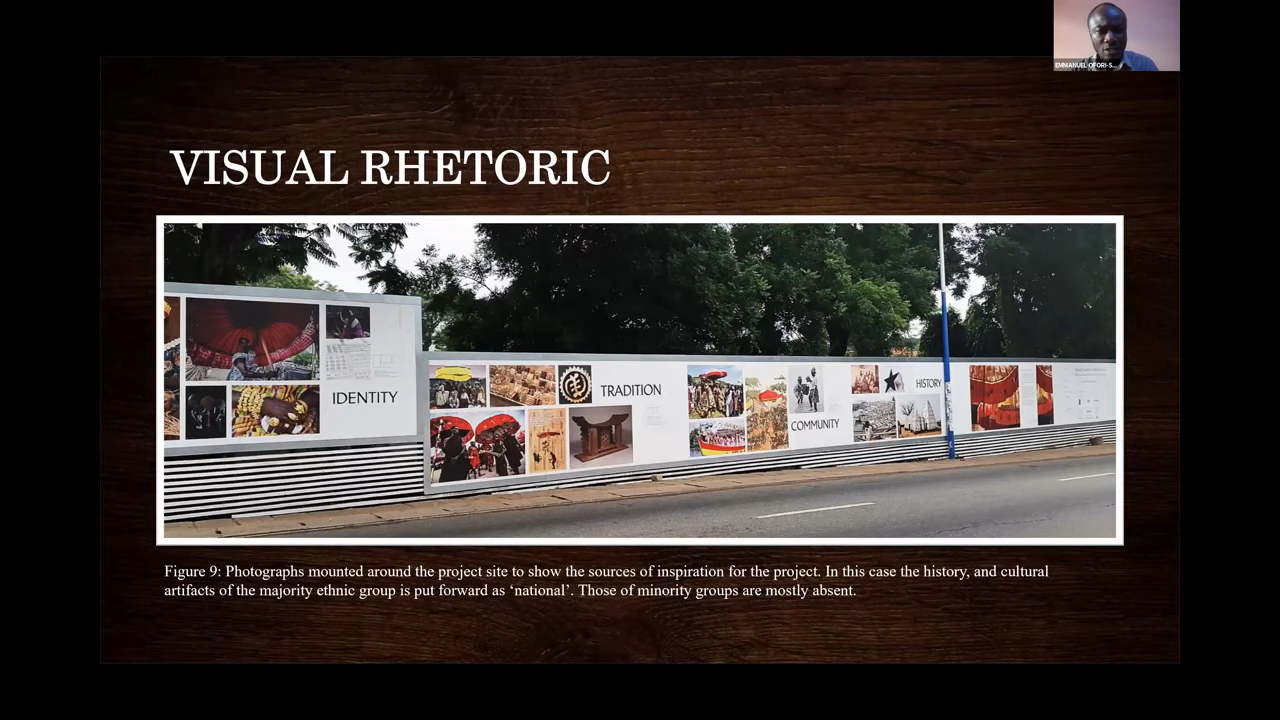 EMMANUEL OFORI-S...
VISUAL RHETORIC
IDENTITY
TRADITION
COMMUNITY
HISTORY
Figure 9: Photographs mounted around the project site to show the sources of inspiration for the project. In this case the history, and cultural
artifacts of the majority ethnic group is put forward as ‘national’. Those of minority groups are mostly absent.